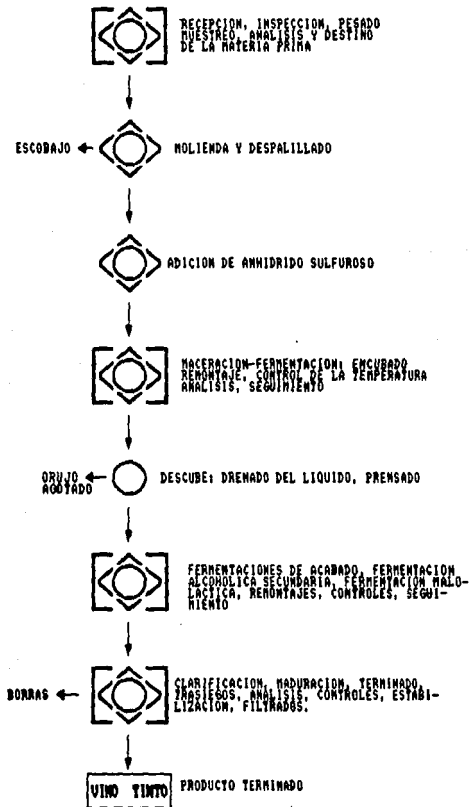 RECEPCION, INSPECCION, PESADO
MUESTREO, ANALISIS Y DESTINO
DE LA MATERIA PRIMA
ESCOBAJO
MOLIENDA Y DESPALILLADO
ADICION DE ANHIDRIDO SULFUROSO
MACERACION-FERMENTACION: ENCUBADO
REMONTAJE, CONTROL DE LA TEMPERATURA
ANALISIS, SEGUIMIENTO
ORUJO
AGOTADO
DESCUBE: DRENADO DEL LIQUIDO, PRENSADO
FERMENTACIONES DE ACABADO, FERMENTACION
ALCOHOLICA SECUNDARIA, FERMENTACION MALO-
LACTICA, REMONTAJES, CONTROLES, SEGUI-
MIENTO
BORRAS
CLARIFICACION, MADURACION, TERMINADO,
TRASIEGOS, ANALISIS, CONTROLES, ESTABI-
LIZACION, FILTRADOS.
VINO TINTO
PRODUCTO TERMINADO